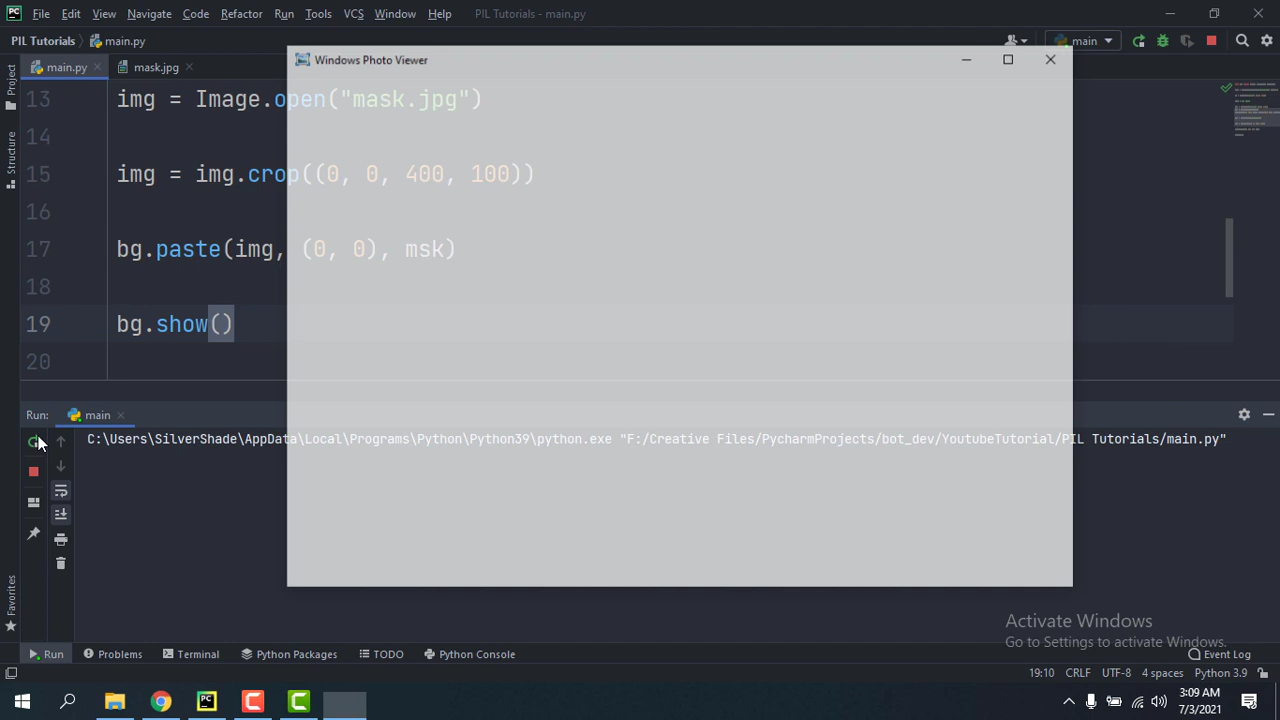 File Edit View Navigate Code Refactor Run Tools VCS Window Help PIL Tutorials - main.py
PIL Tutorials main.py main
main.py mask.jpg
Windows Photo Viewer
Project
Structure
Favorites
13 img = Image.open("mask.jpg")
14
15 img = img.crop((0, 0, 400, 100))
16
17 bg.paste(img, (0, 0), msk)
18
19 bg.show()
20
Run: main
C:\Users\SilverShade\AppData\Local\Programs\Python\Python39\python.exe "F:/Creative Files/PycharmProjects/bot_dev/YoutubeTutorial/PIL Tutorials/main.py"
Activate Windows
Go to Settings to activate Windows.
Run Problems Terminal Python Packages TODO Python Console Event Log
19:10 CRLF UTF-8 4 spaces Python 3.9
3:09 AM
7/3/2021